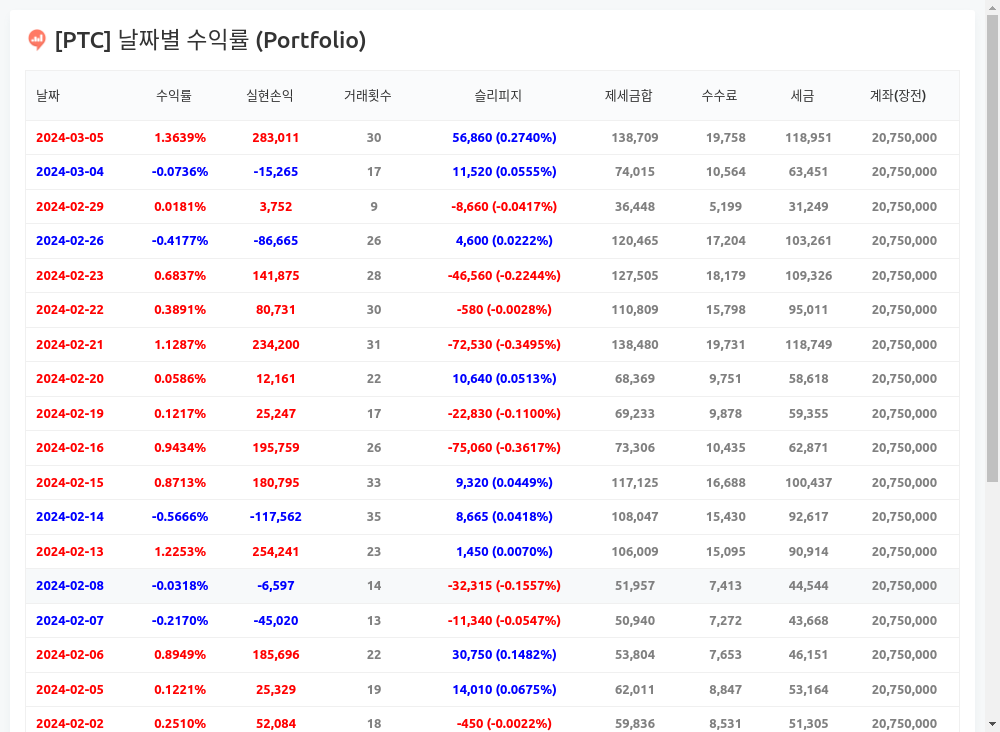 [PTC] 날짜별 수익률 (Portfolio)
날짜 수익률 실현손익 거래횟수 슬리피지 제세금합 수수료 세금 계좌(장전)
2024-03-05 1.3639% 283,011 30 56,860 (0.2740%) 138,709 19,758 118,951 20,750,000
2024-03-04 -0.0736% -15,265 17 11,520 (0.0555%) 74,015 10,564 63,451 20,750,000
2024-02-29 0.0181% 3,752 9 -8,660 (-0.0417%) 36,448 5,199 31,249 20,750,000
2024-02-26 -0.4177% -86,665 26 4,600 (0.0222%) 120,465 17,204 103,261 20,750,000
2024-02-23 0.6837% 141,875 28 -46,560 (-0.2244%) 127,505 18,179 109,326 20,750,000
2024-02-22 0.3891% 80,731 30 -580 (-0.0028%) 110,809 15,798 95,011 20,750,000
2024-02-21 1.1287% 234,200 31 -72,530 (-0.3495%) 138,480 19,731 118,749 20,750,000
2024-02-20 0.0586% 12,161 22 10,640 (0.0513%) 68,369 9,751 58,618 20,750,000
2024-02-19 0.1217% 25,247 17 -22,830 (-0.1100%) 69,233 9,878 59,355 20,750,000
2024-02-16 0.9434% 195,759 26 -75,060 (-0.3617%) 73,306 10,435 62,871 20,750,000
2024-02-15 0.8713% 180,795 33 9,320 (0.0449%) 117,125 16,688 100,437 20,750,000
2024-02-14 -0.5666% -117,562 35 8,665 (0.0418%) 108,047 15,430 92,617 20,750,000
2024-02-13 1.2253% 254,241 23 1,450 (0.0070%) 106,009 15,095 90,914 20,750,000
2024-02-08 -0.0318% -6,597 14 -32,315 (-0.1557%) 51,957 7,413 44,544 20,750,000
2024-02-07 -0.2170% -45,020 13 -11,340 (-0.0547%) 50,940 7,272 43,668 20,750,000
2024-02-06 0.8949% 185,696 22 30,750 (0.1482%) 53,804 7,653 46,151 20,750,000
2024-02-05 0.1221% 25,329 19 14,010 (0.0675%) 62,011 8,847 53,164 20,750,000
2024-02-02 0.2510% 52,084 18 -450 (-0.0022%) 59,836 8,531 51,305 20,750,000